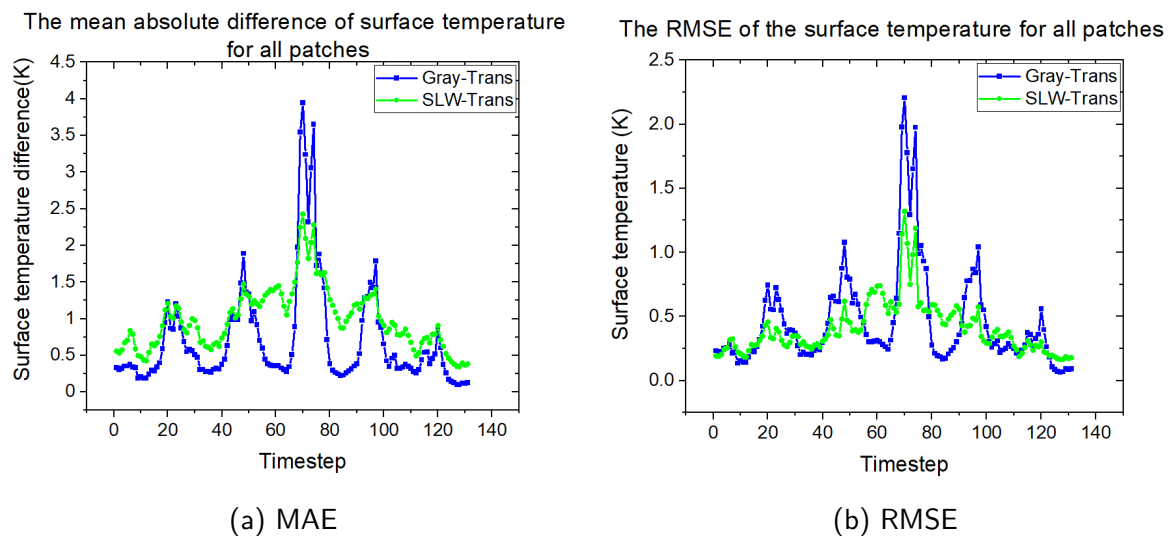 The mean absolute difference of surface temperature
for all patches
Surface temperature difference(K)
4.5
4
3.5
3
2.5
2
1.5
1
0.5
0
Gray-Trans
SLW-Trans
0 20 40 60 80 100 120 140
Timestep
(a) MAE
The RMSE of the surface temperature for all patches
Surface temperature (K)
2.5
2.0
1.5
1.0
0.5
0.0
Gray-Trans
SLW-Trans
0 20 40 60 80 100 120 140
Timestep
(b) RMSE